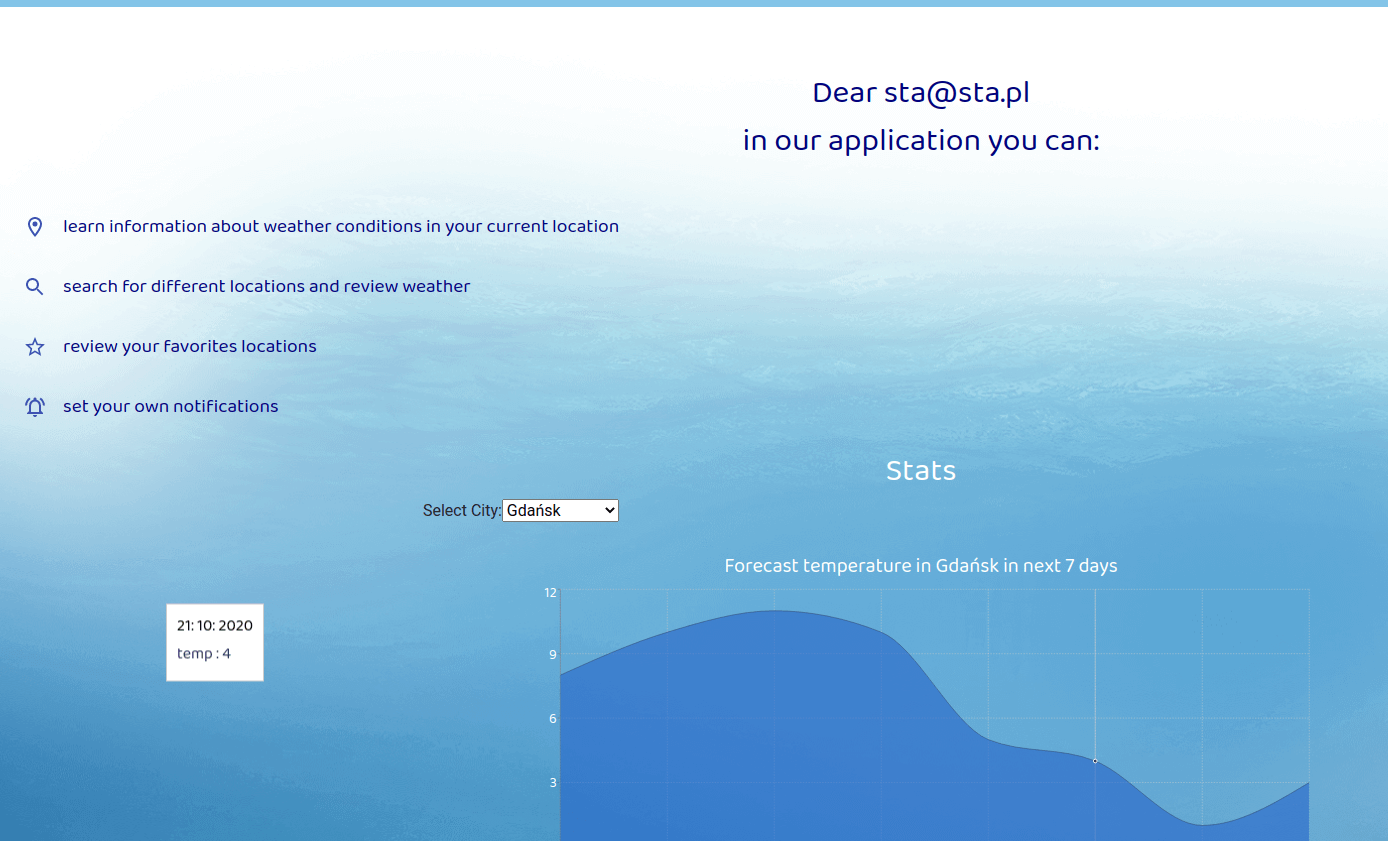 Dear sta@sta.pl
in our application you can:
learn information about weather conditions in your current location
search for different locations and review weather
review your favorites locations
set your own notifications
Stats
Select City: Gdańsk
Forecast temperature in Gdańsk in next 7 days
12
9
6
3
21: 10: 2020
temp : 4